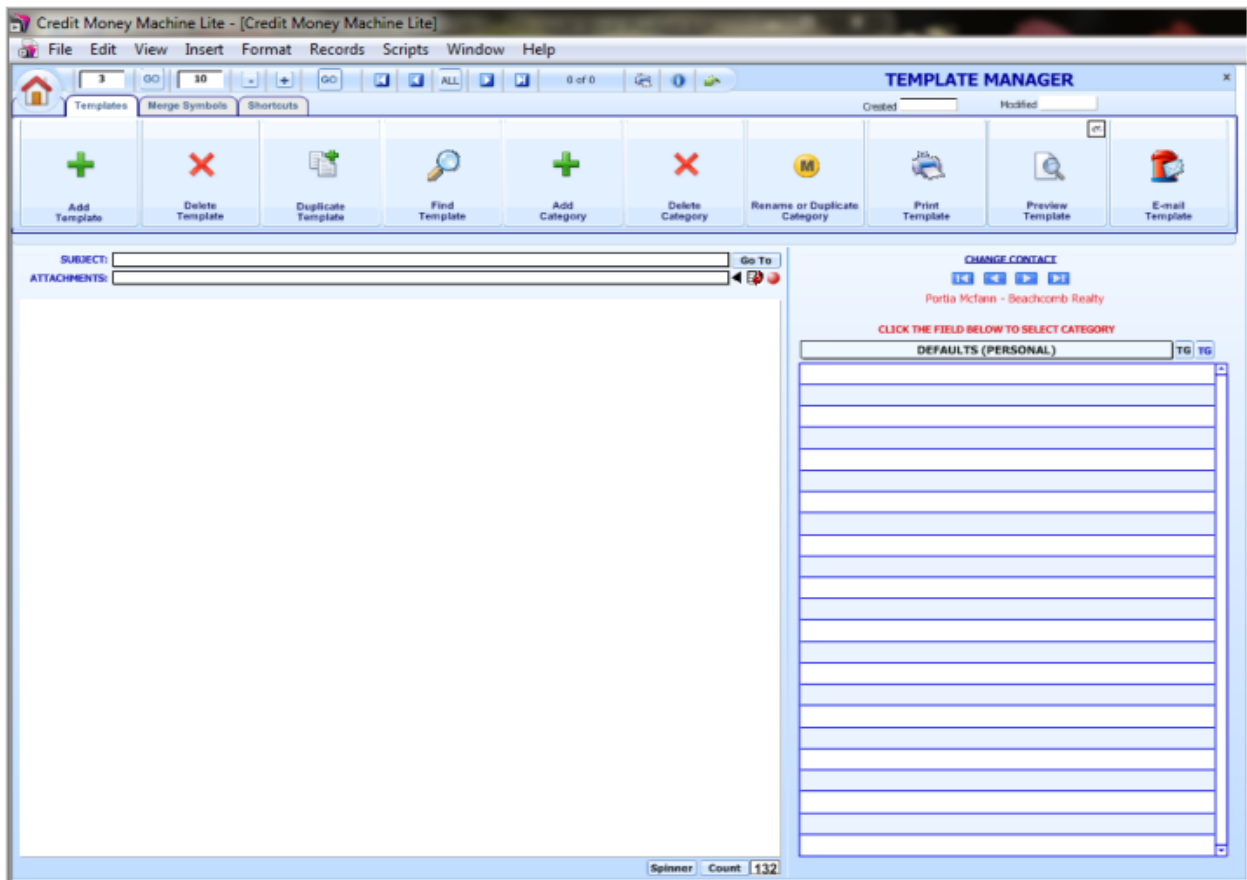 Credit Money Machine Lite - [Credit Money Machine Lite]
File Edit View Insert Format Records Scripts Window Help
3 GO 30 - + GO ALL 0 of 0 TEMPLATE MANAGER x
Templates Merge Symbols Shortcuts Created Modified
Add Template
Delete Template
Duplicate Template
Find Template
Add Category
Delete Category
M
Rename or Duplicate Category
Print Template
Preview Template
E-mail Template
SUBJECT: Go To
ATTACHMENTS:
CHANGE CONTACT
Portia Mcfann - Beachcomb Realty
CLICK THE FIELD BELOW TO SELECT CATEGORY
DEFAULTS (PERSONAL) TG TG
Spinner Count 132